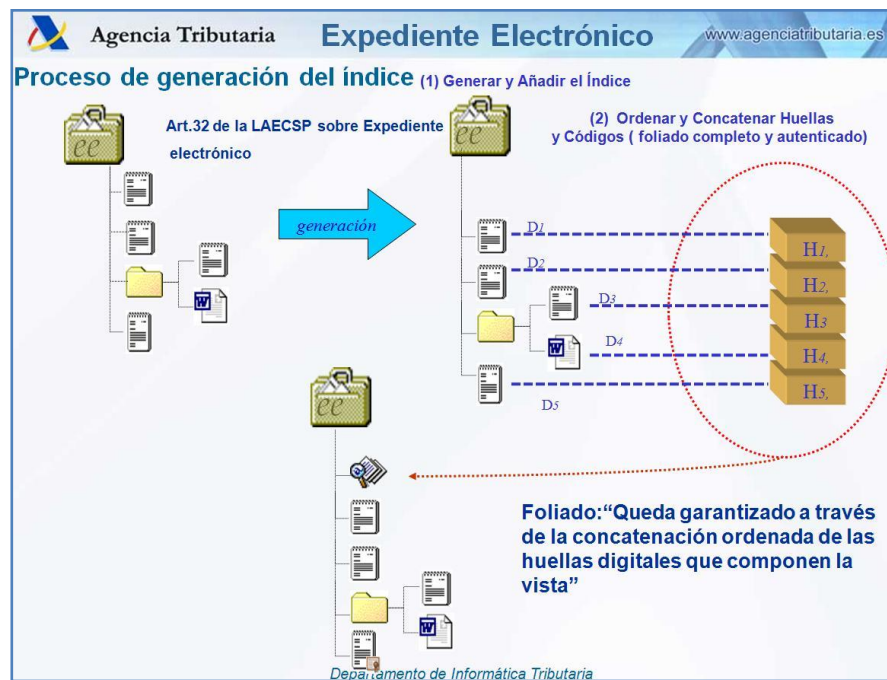 Agencia Tributaria
Expediente Electrónico
www.agenciatributaria.es
Proceso de generación del índice (1) Generar y Añadir el Índice
Art.32 de la LAECSP sobre Expediente
electrónico
(2) Ordenar y Concatenar Huellas
y Códigos ( foliado completo y autenticado)
ee
ee
generación
D1
H1,
D2
H2,
D3
H3
D4
H4,
D5
H5,
ee
Foliado:“Queda garantizado a través
de la concatenación ordenada de las
huellas digitales que componen la
vista”
Departamento de Informática Tributaria